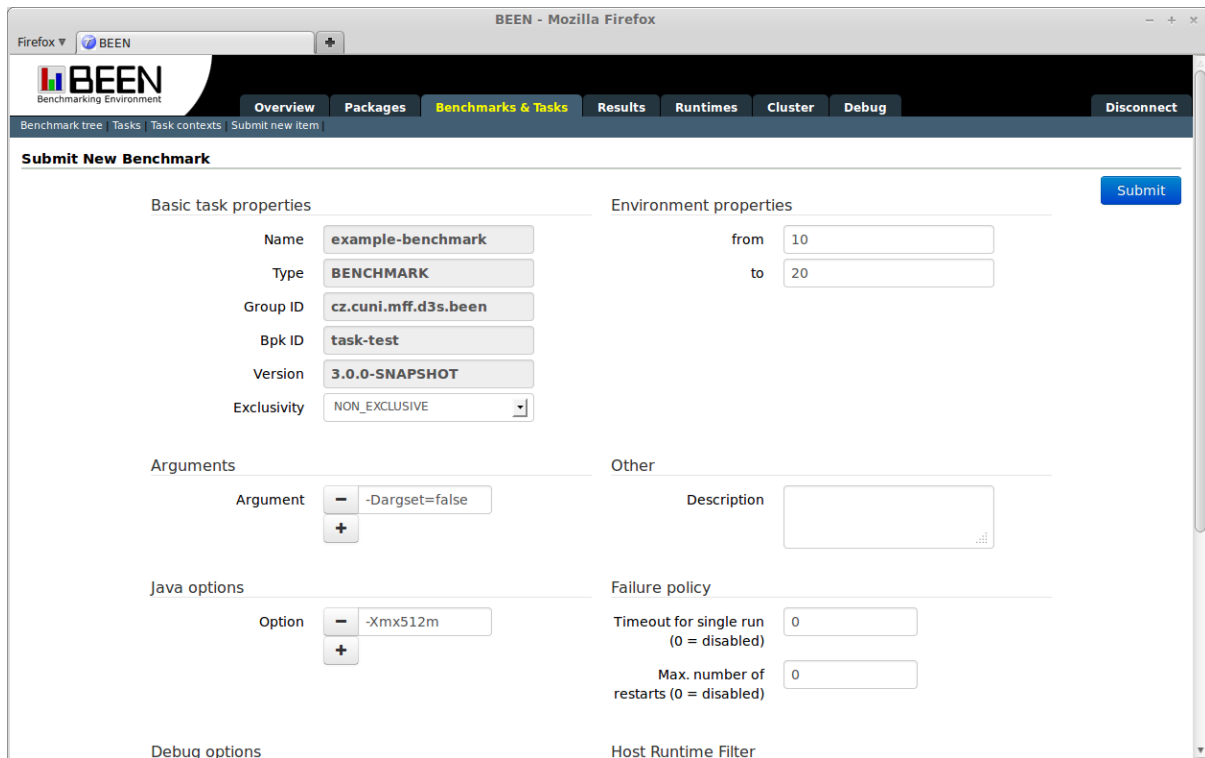 BEEN - Mozilla Firefox
Firefox
BEEN
BEEN
Benchmarking Environment
Overview Packages Benchmarks & Tasks Results Runtimes Cluster Debug Disconnect
Benchmark tree | Tasks | Task contexts | Submit new item |
Submit New Benchmark
Submit
Basic task properties
Name example-benchmark
Type BENCHMARK
Group ID cz.cuni.mff.d3s.been
Bpk ID task-test
Version 3.0.0-SNAPSHOT
Exclusivity NON_EXCLUSIVE
Environment properties
from 10
to 20
Arguments
Argument - -Dargset=false
+
Other
Description
Java options
Option - -Xmx512m
+
Failure policy
Timeout for single run 0
(0 = disabled)
Max. number of 0
restarts (0 = disabled)
Debug options
Host Runtime Filter